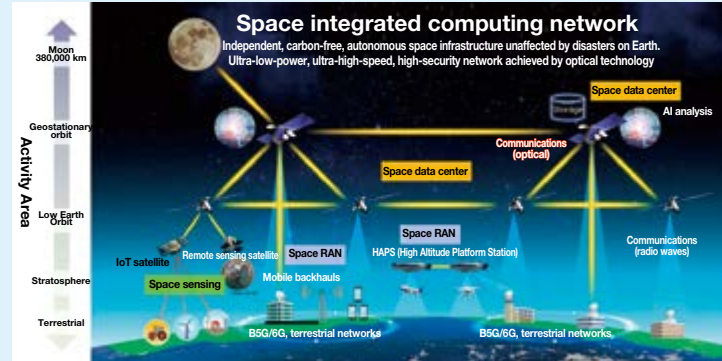 Space integrated computing network
Independent, carbon-free, autonomous space infrastructure unaffected by disasters on Earth.
Ultra-low-power, ultra-high-speed, high-security network achieved by optical technology
Moon
380,000 km
Geostationary
orbit
Low Earth
Orbit
Stratosphere
Terrestrial
Activity Area
Space data center
Storage
AI analysis
Communications
(optical)
Space data center
Space RAN
HAPS (High Altitude Platform Station)
Communications
(radio waves)
IoT satellite
Remote sensing satellite
Space RAN
Space sensing
Mobile backhauls
B5G/6G, terrestrial networks
B5G/6G, terrestrial networks